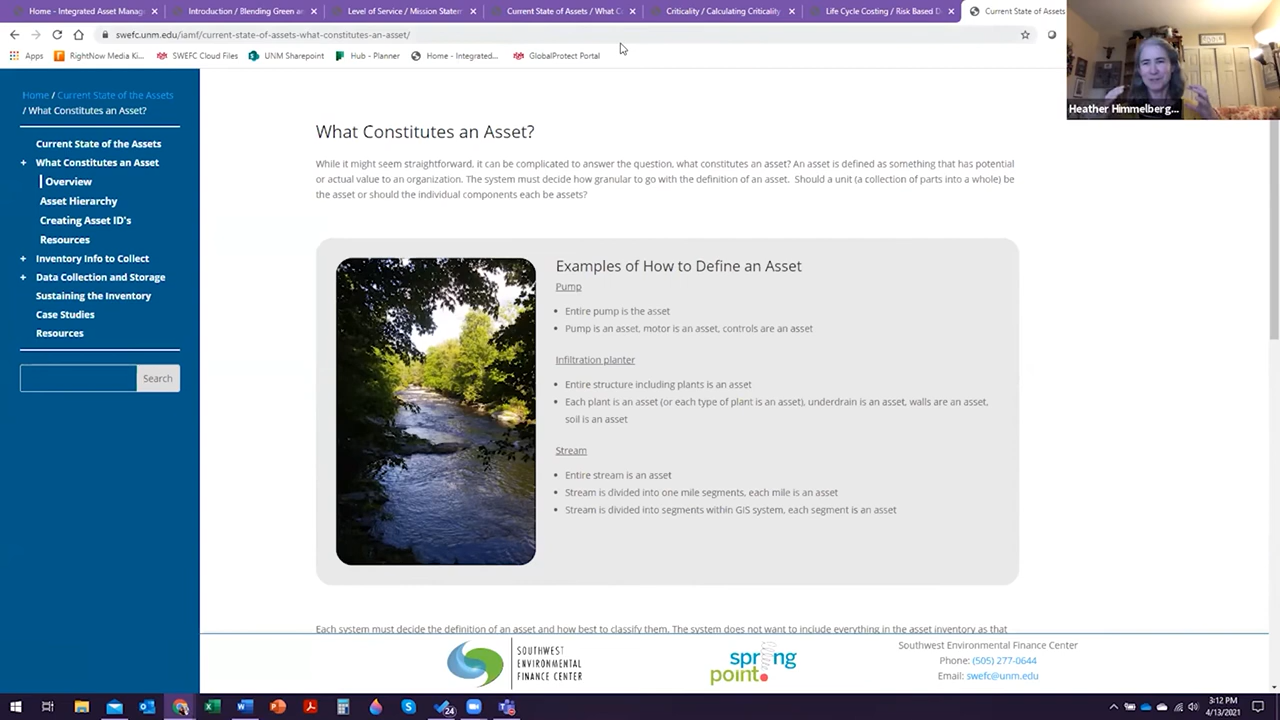 Home - Integrated Asset Manag
Introduction / Blending Green an
Level of Service / Mission Statem
Current State of Assets / What C
Criticality / Calculating Criticality
Life Cycle Costing / Risk Based D
Current State of Assets
swefc.unm.edu/iamf/current-state-of-assets-what-constitutes-an-asset/
Apps
RightNow Media Ki...
SWEFC Cloud Files
UNM Sharepoint
Hub - Planner
Home - Integrated...
GlobalProtect Portal
Heather Himmelberg...
Home / Current State of the Assets
/ What Constitutes an Asset?
Current State of the Assets
+ What Constitutes an Asset
Overview
Asset Hierarchy
Creating Asset ID's
Resources
+ Inventory Info to Collect
+ Data Collection and Storage
Sustaining the Inventory
Case Studies
Resources
Search
What Constitutes an Asset?
While it might seem straightforward, it can be complicated to answer the question, what constitutes an asset? An asset is defined as something that has potential
or actual value to an organization. The system must decide how granular to go with the definition of an asset. Should a unit (a collection of parts into a whole) be
the asset or should the individual components each be assets?
Examples of How to Define an Asset
Pump
• Entire pump is the asset
• Pump is an asset, motor is an asset, controls are an asset
Infiltration planter
• Entire structure including plants is an asset
• Each plant is an asset (or each type of plant is an asset), underdrain is an asset, walls are an asset,
soil is an asset
Stream
• Entire stream is an asset
• Stream is divided into one mile segments, each mile is an asset
• Stream is divided into segments within GIS system, each segment is an asset
Each system must decide the definition of an asset and how best to classify them. The system does not want to include everything in the asset inventory as that
SOUTHWEST
ENVIRONMENTAL
FINANCE CENTER
spring
point.
Southwest Environmental Finance Center
Phone: (505) 277-0644
Email: swefc@unm.edu
24
3:12 PM
4/13/2021